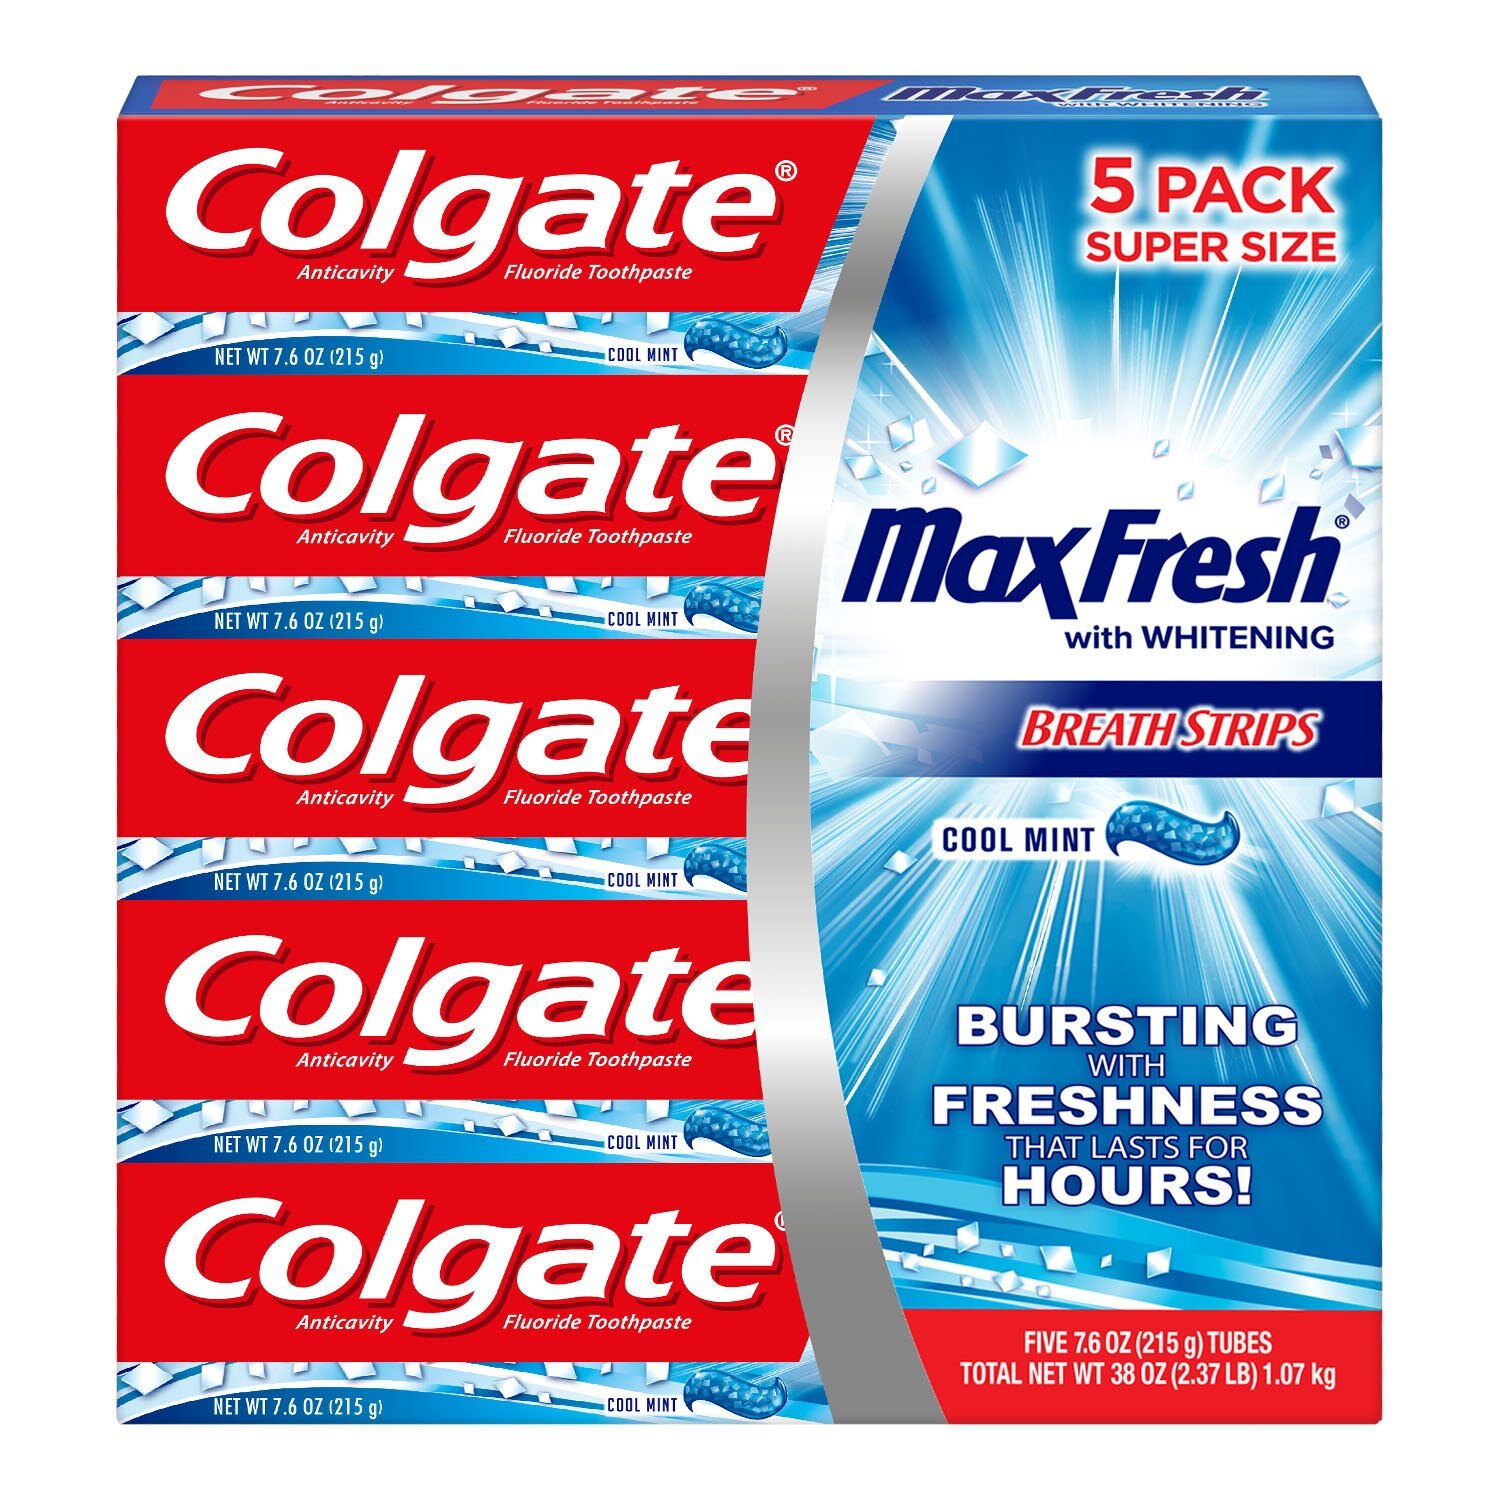 Colgate® MaxFresh
Anticavity Fluoride Toothpaste with WHITENING
Colgate®
Anticavity Fluoride Toothpaste
NET WT 7.6 OZ (215 g) COOL MINT
Colgate®
Anticavity Fluoride Toothpaste
NET WT 7.6 OZ (215 g) COOL MINT
Colgate
Anticavity Fluoride Toothpaste
NET WT 7.6 OZ (215 g) COOL MINT
Colgate
Anticavity Fluoride Toothpaste
NET WT 7.6 OZ (215 g) COOL MINT
Colgate
Anticavity Fluoride Toothpaste
NET WT 7.6 OZ (215 g) COOL MINT
5 PACK
SUPER SIZE
MaxFresh®
with WHITENING
BREATH STRIPS
COOL MINT
BURSTING
WITH
FRESHNESS
THAT LASTS FOR
HOURS!
FIVE 7.6 OZ (215 g) TUBES
TOTAL NET WT 38 OZ (2.37 LB) 1.07 kg